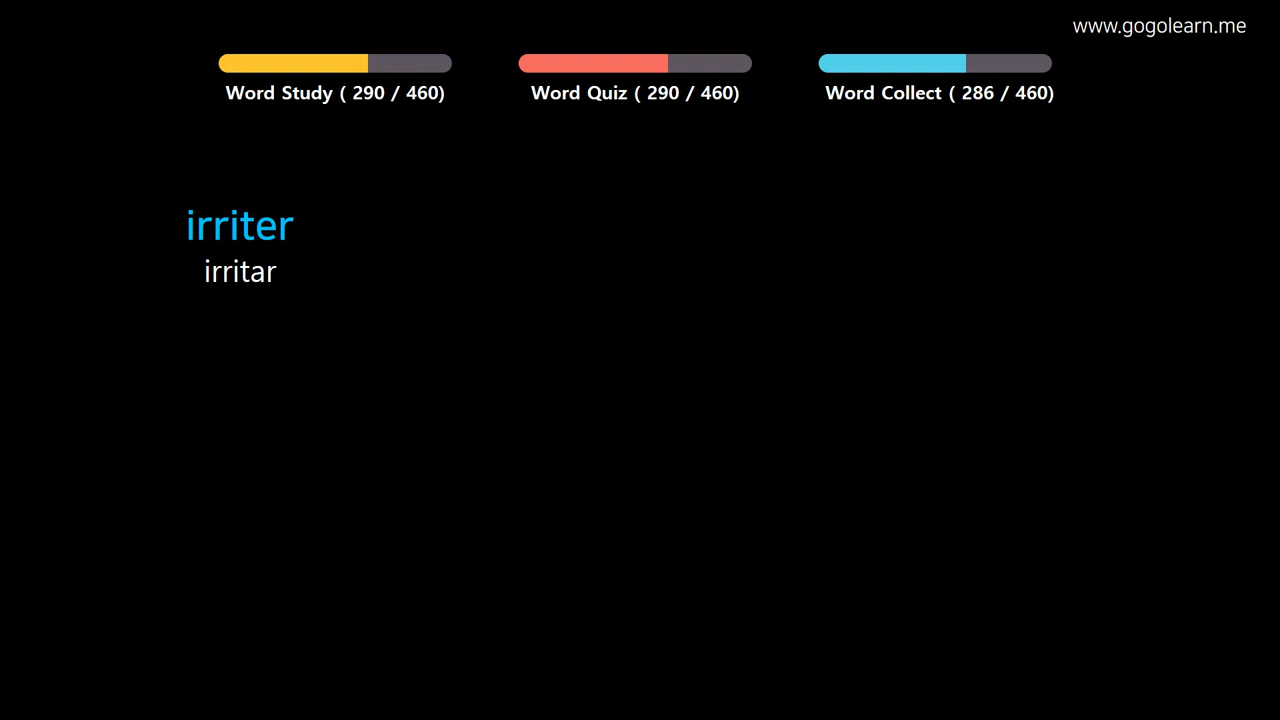 www.gogolearn.me
Word Study ( 290 / 460)
Word Quiz ( 290 / 460)
Word Collect ( 286 / 460)
irriter
irritar